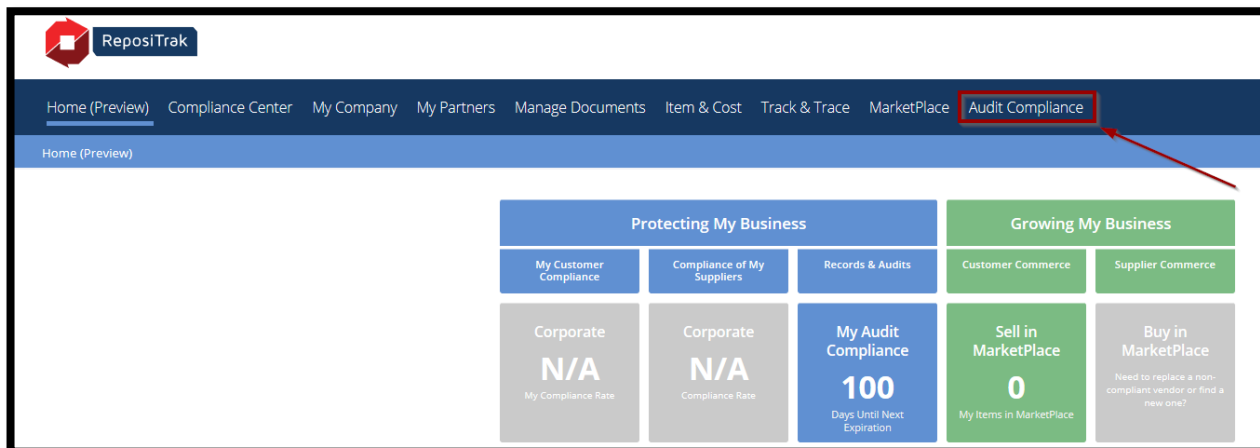 ReposiTrak
Home (Preview) Compliance Center My Company My Partners Manage Documents Item & Cost Track & Trace MarketPlace Audit Compliance
Home (Preview)
Protecting My Business
Growing My Business
My Customer
Compliance
Compliance of My
Suppliers
Records & Audits
Customer Commerce
Supplier Commerce
Corporate
N/A
My Compliance Rate
Corporate
N/A
Compliance Rate
My Audit
Compliance
100
Days Until Next
Expiration
Sell in
MarketPlace
0
My Items in MarketPlace
Buy in
MarketPlace
Need to replace a non-
compliant vendor or find a
new one?